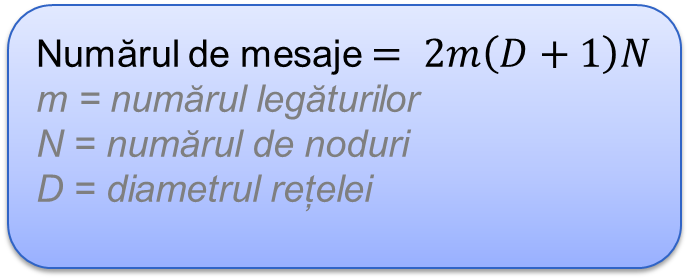 Numărul de mesaje = 2m(D + 1)N
m = numărul legăturilor
N = numărul de noduri
D = diametrul rețelei